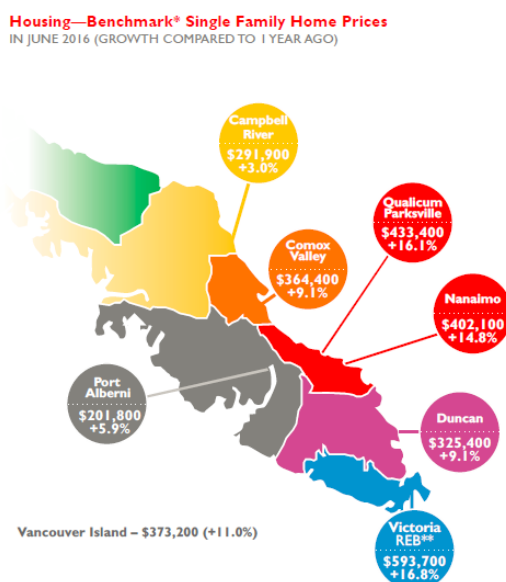 Housing—Benchmark* Single Family Home Prices
IN JUNE 2016 (GROWTH COMPARED TO 1 YEAR AGO)
Campbell
River
$291,900
+3.0%
Qualicum
Parksville
$433,400
+16.1%
Comox
Valley
$364,400
+9.1%
Nanaimo
$402,100
+14.8%
Port
Alberni
$201,800
+5.9%
Duncan
$325,400
+9.1%
Vancouver Island – $373,200 (+11.0%)
Victoria
REB**
$593,700
+16.8%